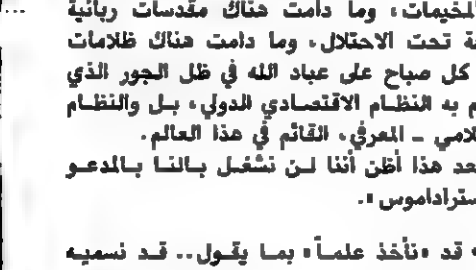 المخيمات، وما دامت هناك مقدسات ربانية
تحت الاحتلال، وما دامت هناك ظلامات
كل صباح على عباد الله في ظل الجور الذي
به النظام الاقتصادي الدولي، بل والنظام
ـ المعرفي، القائم في هذا العالم.
هذا أظن أننا لن نشغل بالنا بالمدعو
قد «نأخذ علماً» بما يقول.. قد نسميه